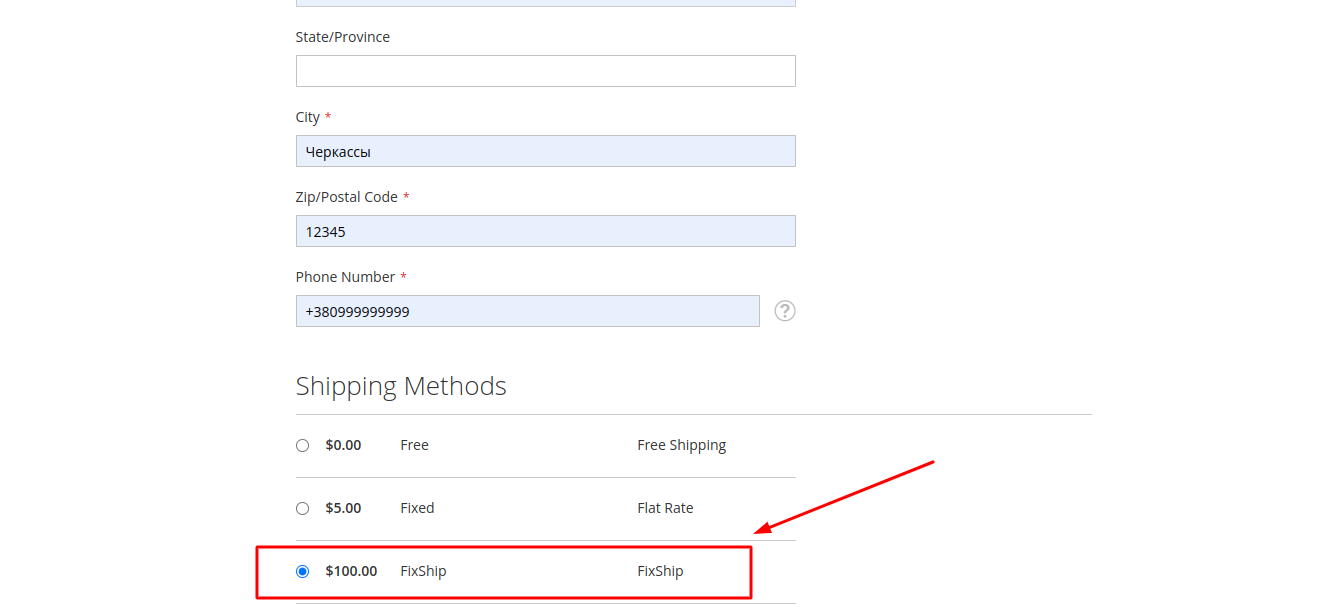 State/Province
City *
Черкассы
Zip/Postal Code *
12345
Phone Number *
+380999999999
?
Shipping Methods
$0.00 Free Free Shipping
$5.00 Fixed Flat Rate
$100.00 FixShip FixShip